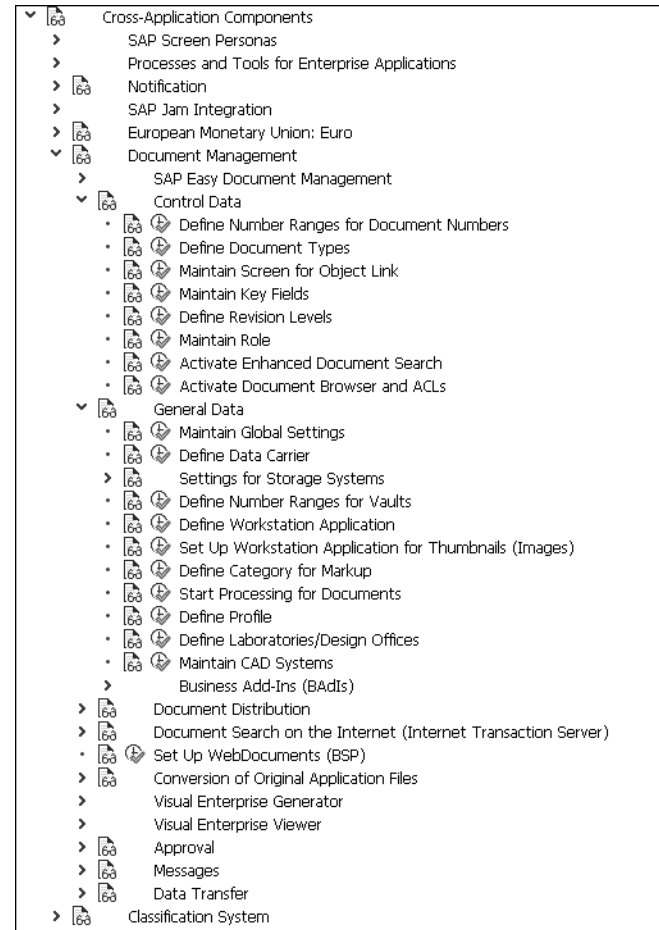 Cross-Application Components
SAP Screen Personas
Processes and Tools for Enterprise Applications
Notification
SAP Jam Integration
European Monetary Union: Euro
Document Management
SAP Easy Document Management
Control Data
Define Number Ranges for Document Numbers
Define Document Types
Maintain Screen for Object Link
Maintain Key Fields
Define Revision Levels
Maintain Role
Activate Enhanced Document Search
Activate Document Browser and ACLs
General Data
Maintain Global Settings
Define Data Carrier
Settings for Storage Systems
Define Number Ranges for Vaults
Define Workstation Application
Set Up Workstation Application for Thumbnails (Images)
Define Category for Markup
Start Processing for Documents
Define Profile
Define Laboratories/Design Offices
Maintain CAD Systems
Business Add-Ins (BAdIs)
Document Distribution
Document Search on the Internet (Internet Transaction Server)
Set Up WebDocuments (BSP)
Conversion of Original Application Files
Visual Enterprise Generator
Visual Enterprise Viewer
Approval
Messages
Data Transfer
Classification System